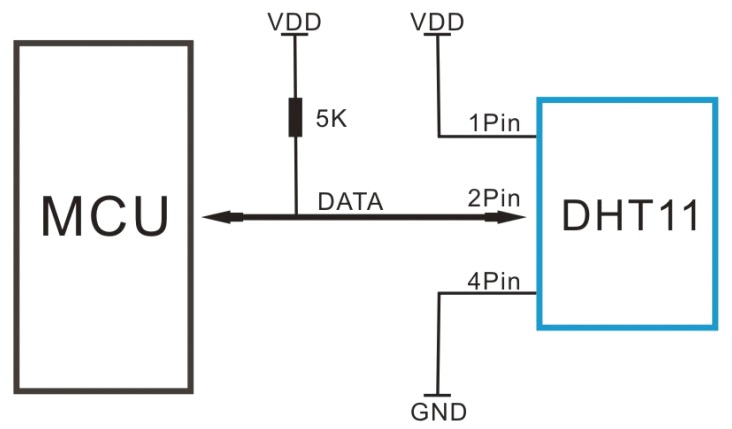 VDD
VDD
5K
1Pin
MCU
DATA
2Pin
DHT11
4Pin
GND